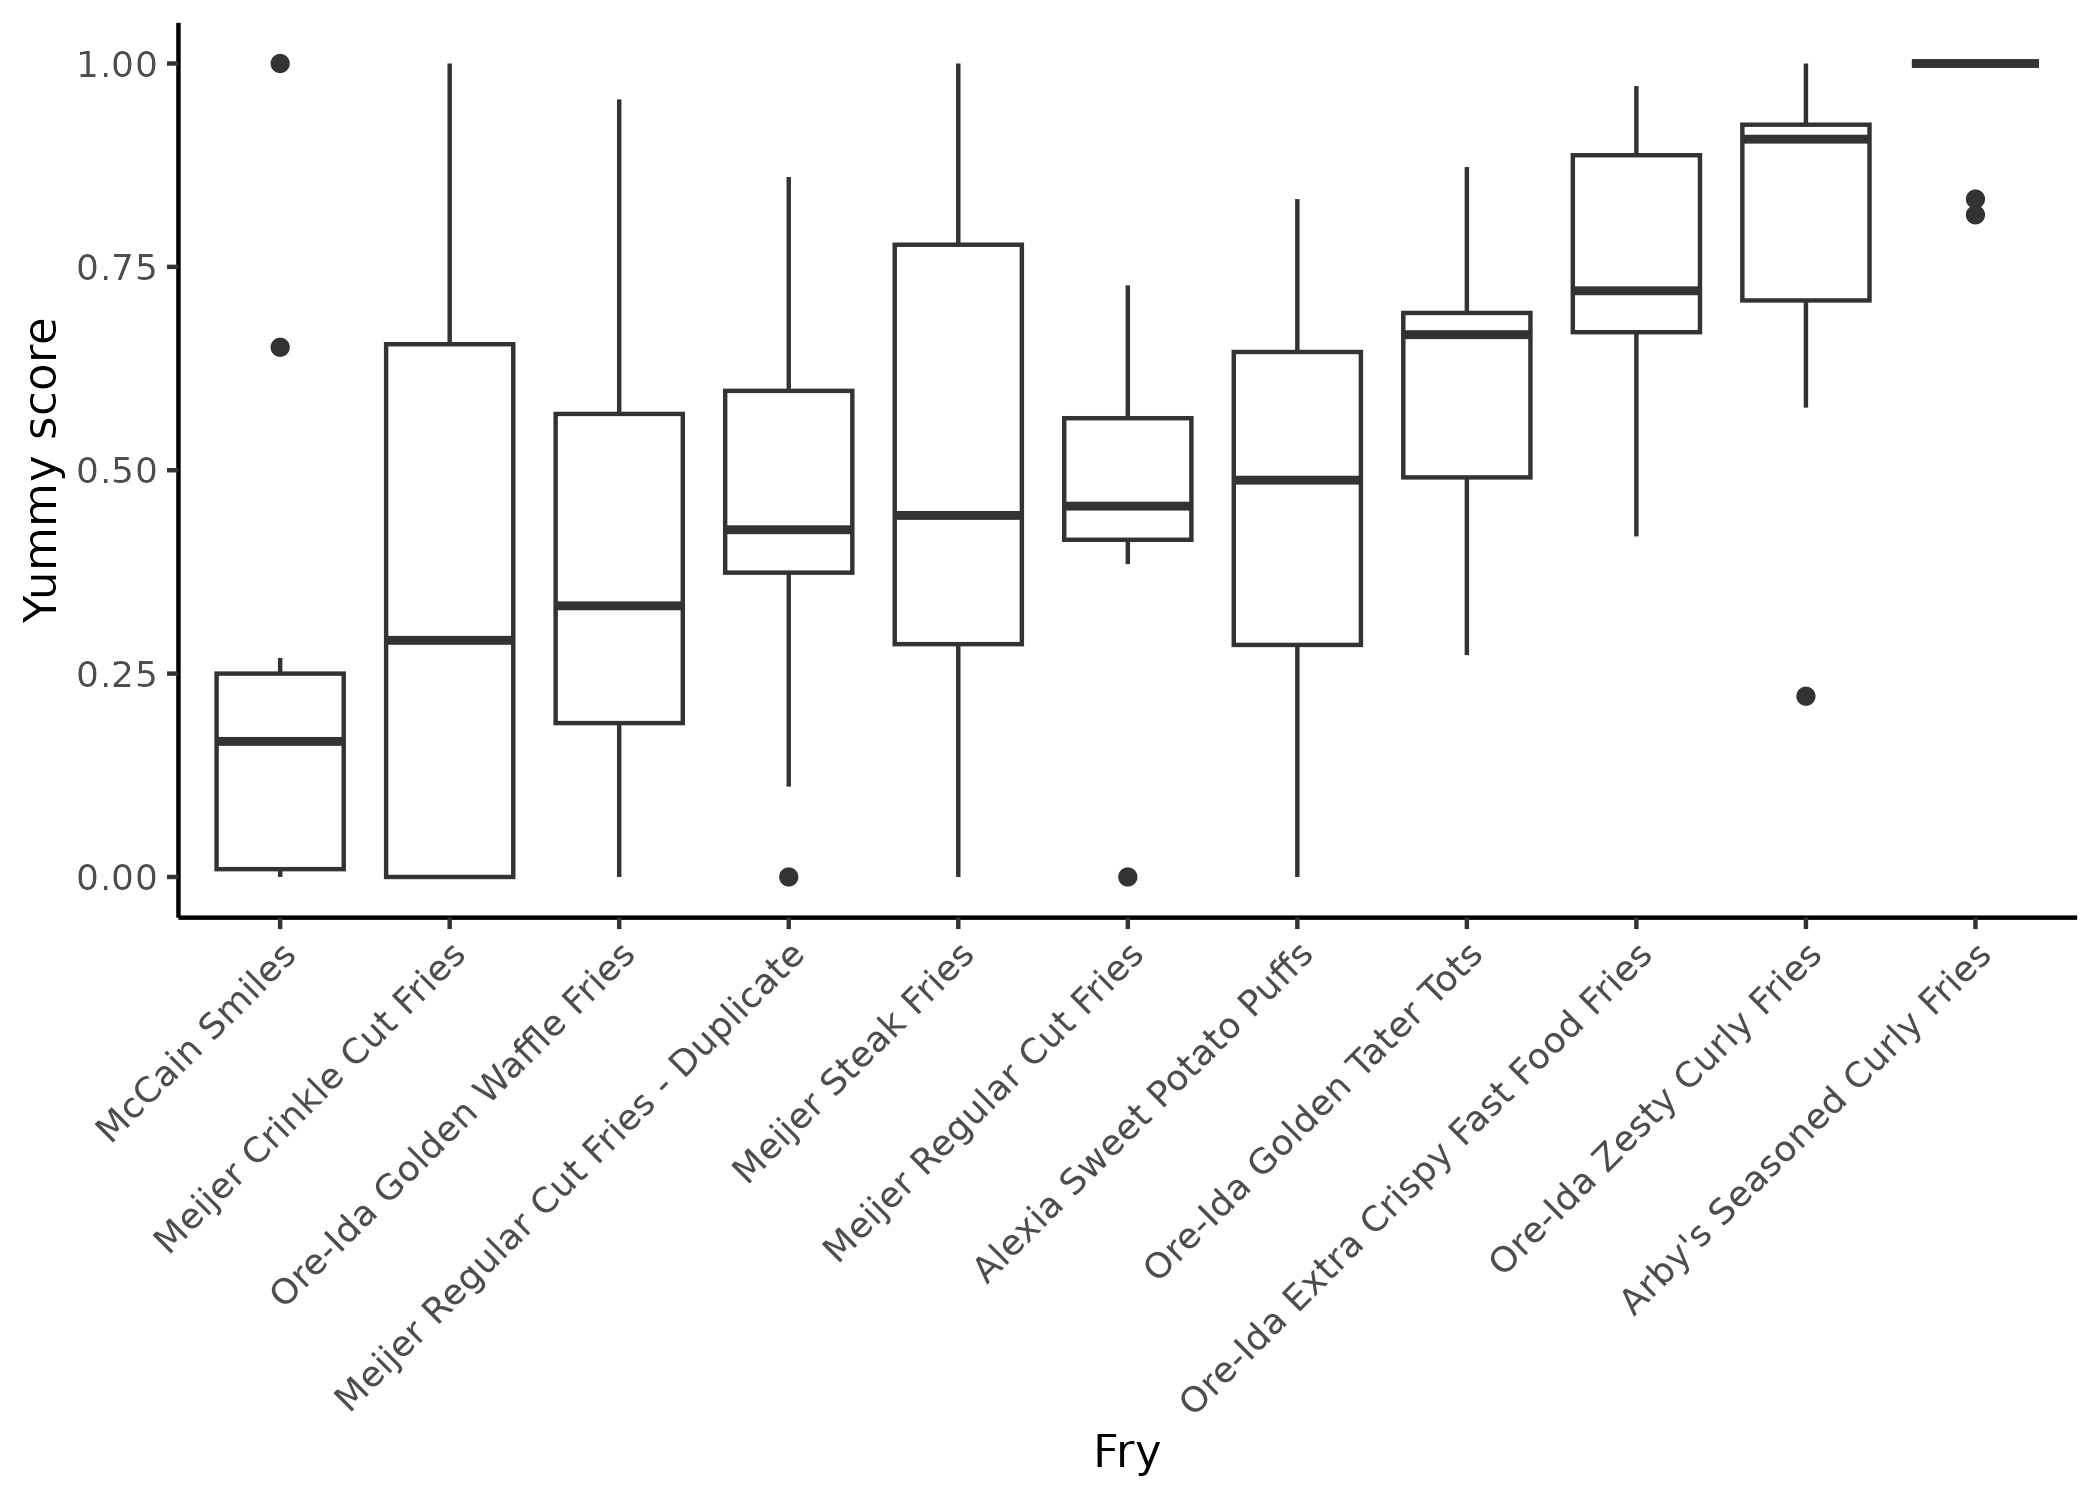 Yummy score
1.00
0.75
0.50
0.25
0.00
McCain Smiles
Meijer Crinkle Cut Fries
Ore-Ida Golden Waffle Fries
Meijer Regular Cut Fries - Duplicate
Meijer Steak Fries
Meijer Regular Cut Fries
Alexia Sweet Potato Puffs
Ore-Ida Golden Tater Tots
Ore-Ida Extra Crispy Fast Food Fries
Ore-Ida Zesty Curly Fries
Arby's Seasoned Curly Fries
Fry